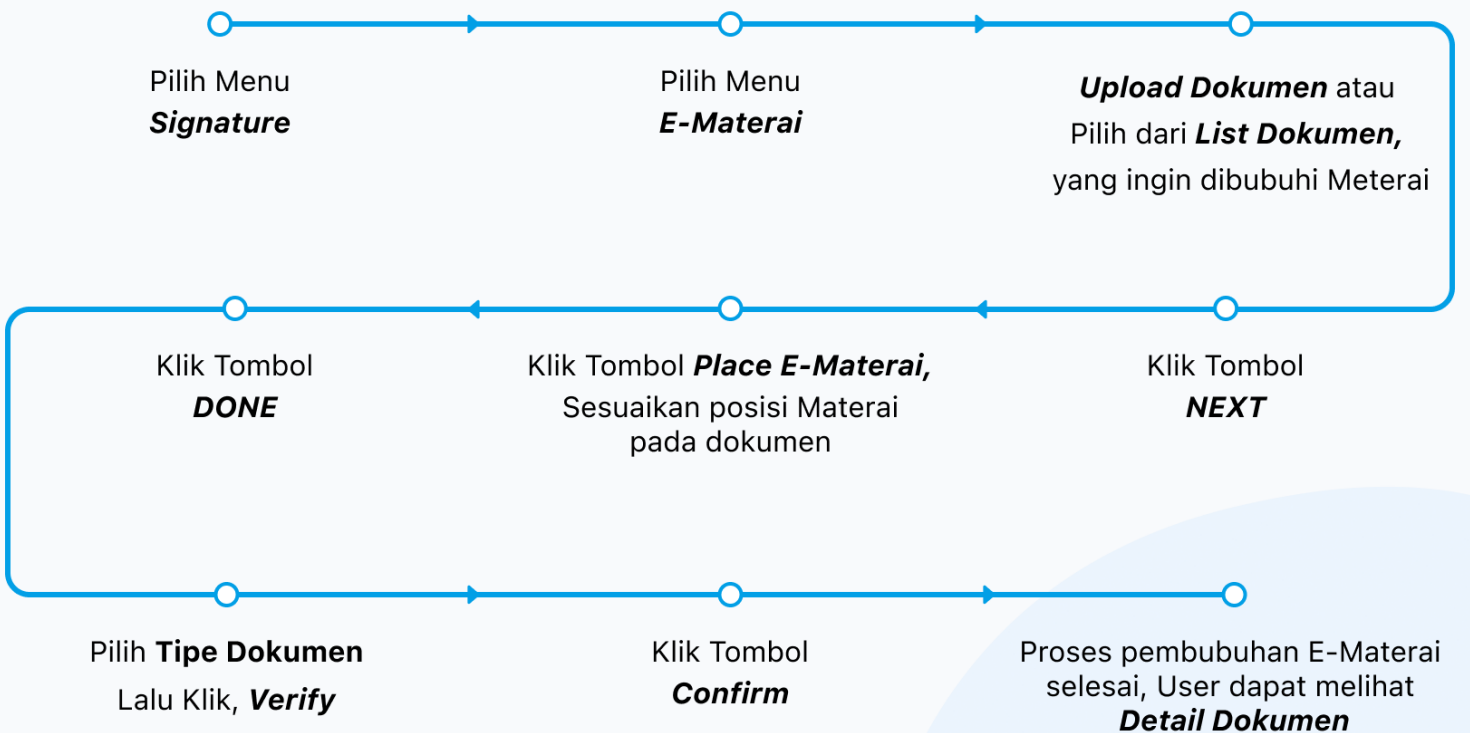 Pilih Menu
Signature
Pilih Menu
E-Materai
Upload Dokumen atau
Pilih dari List Dokumen,
yang ingin dibubuhi Meterai
Klik Tombol
NEXT
Klik Tombol Place E-Materai,
Sesuaikan posisi Materai
pada dokumen
Klik Tombol
DONE
Pilih Tipe Dokumen
Lalu Klik, Verify
Klik Tombol
Confirm
Proses pembubuhan E-Materai
selesai, User dapat melihat
Detail Dokumen